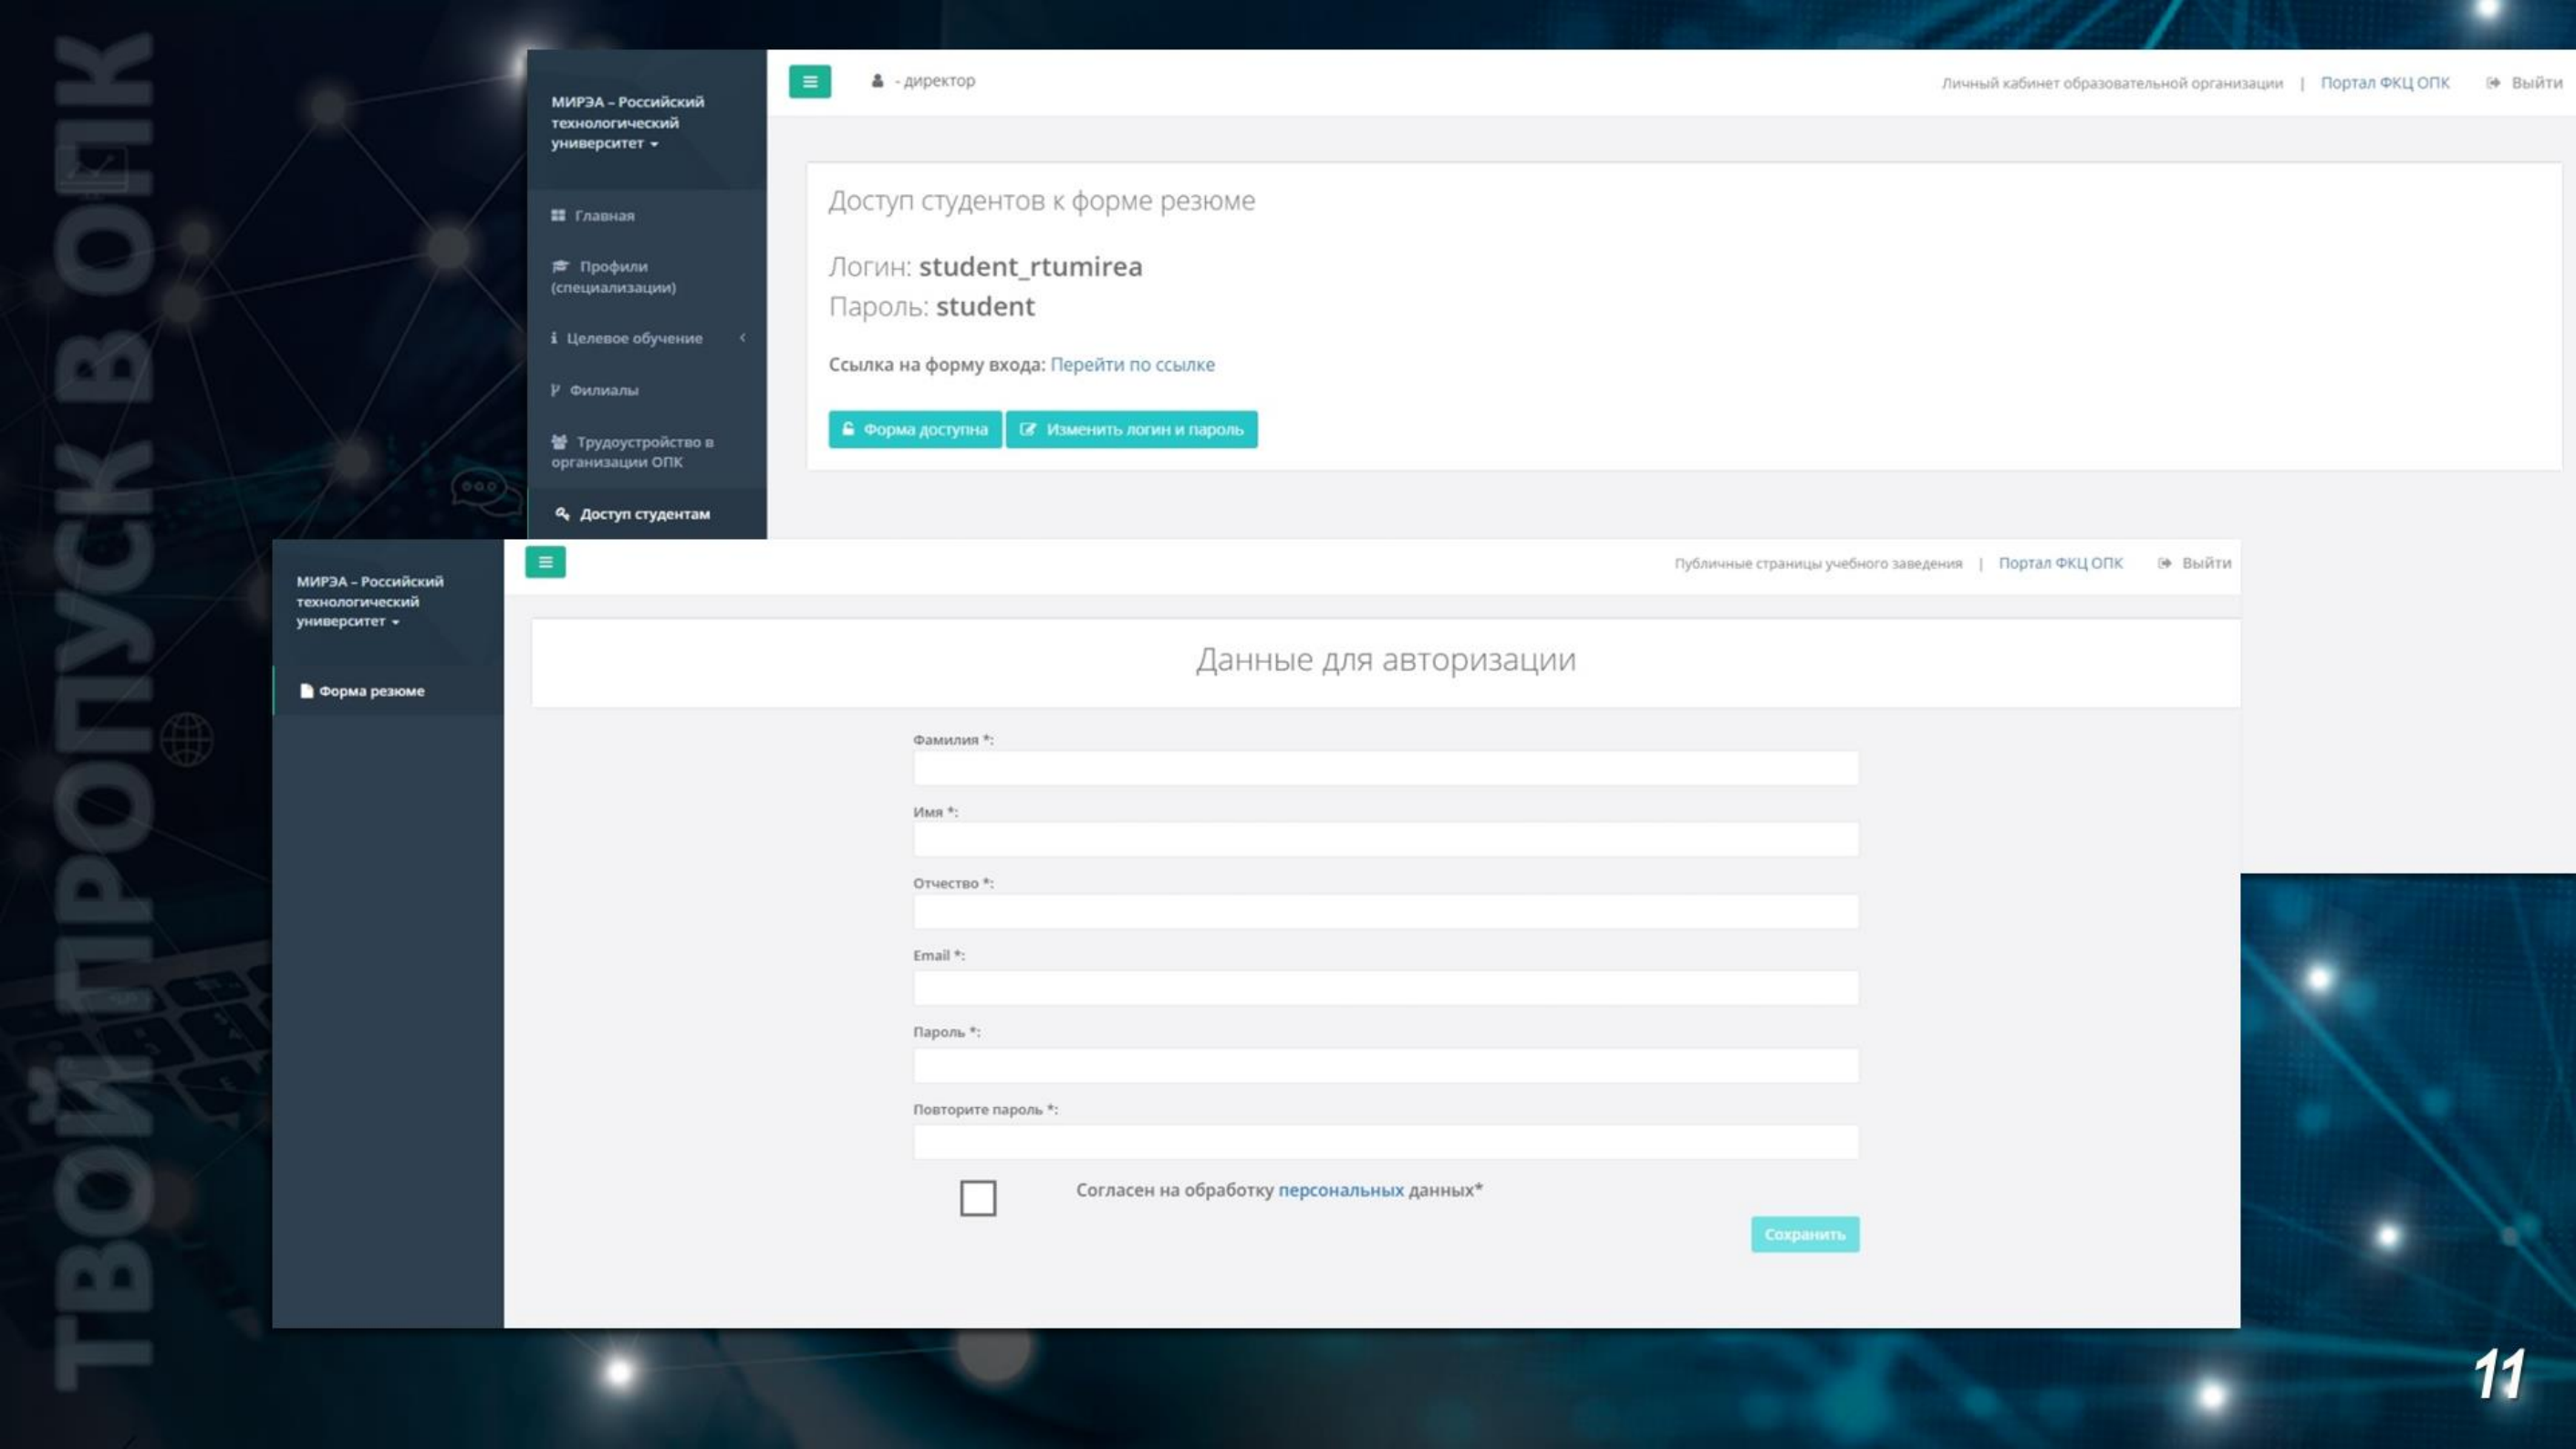 ТВОЙ ПРОПУСК В ОПК
МИРЭА – Российский
технологический
университет
- директор
Личный кабинет образовательной организации | Портал ФКЦ ОПК Выйти
Главная
Профили
(специализации)
Целевое обучение
Филиалы
Трудоустройство в
организации ОПК
Доступ студентам
Доступ студентов к форме резюме
Логин: student_rtumirea
Пароль: student
Ссылка на форму входа: Перейти по ссылке
Форма доступна
Изменить логин и пароль
МИРЭА – Российский
технологический
университет
Форма резюме
Публичные страницы учебного заведения | Портал ФКЦ ОПК Выйти
Данные для авторизации
Фамилия *:
Имя *:
Отчество *:
Email *:
Пароль *:
Повторите пароль *:
Согласен на обработку персональных данных*
Сохранить
11